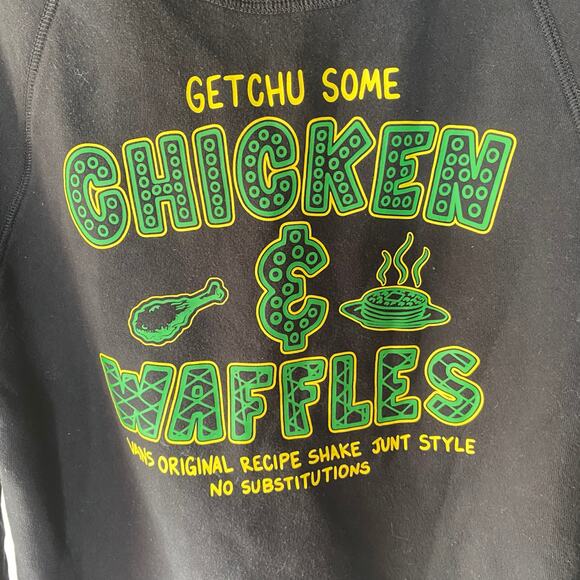 GETCHU SOME
CHICKEN
&
WAFFLES
VANS ORIGINAL RECIPE SHAKE JUNT STYLE
NO SUBSTITUTIONS